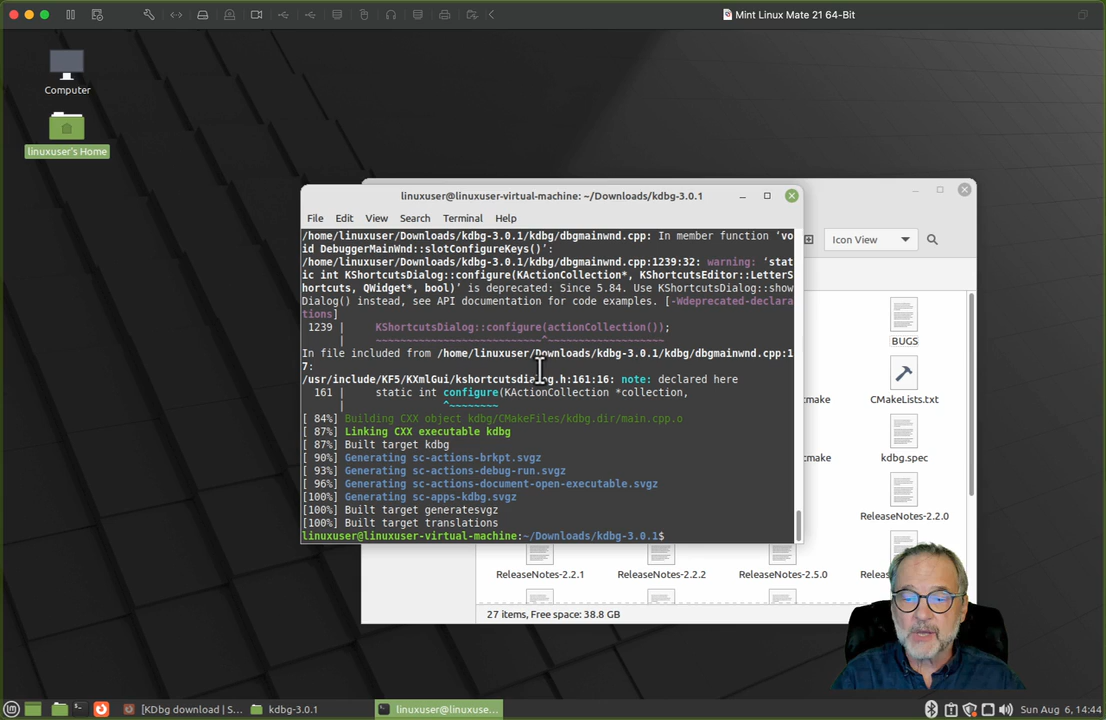 Mint Linux Mate 21 64-Bit
Computer
linuxuser's Home
linuxuser@linuxuser-virtual-machine: ~/Downloads/kdbg-3.0.1
File Edit View Search Terminal Help
/home/linuxuser/Downloads/kdbg-3.0.1/kdbg/dbgmainwnd.cpp: In member function ‘vo
id DebuggerMainWnd::slotConfigureKeys()’:
/home/linuxuser/Downloads/kdbg-3.0.1/kdbg/dbgmainwnd.cpp:1239:32: warning: ‘stat
ic int KShortcutsDialog::configure(KActionCollection*, KShortcutsEditor::LetterS
hortcuts, QWidget*, bool)’ is deprecated: Since 5.84. Use KShortcutsDialog::show
Dialog() instead, see API documentation for code examples. [-Wdeprecated-declara
tions]
1239 | KShortcutsDialog::configure(actionCollection());
| ~~~~~~~~~~~~~~~~~~~~~~~~~~~^~~~~~~~~~~~~~~~~~~~
In file included from /home/linuxuser/Downloads/kdbg-3.0.1/kdbg/dbgmainwnd.cpp:1
7:
/usr/include/KF5/KXmlGui/kshortcutsdialog.h:161:16: note: declared here
161 | static int configure(KActionCollection *collection,
| ^~~~~~~~~
[ 84%] Building CXX object kdbg/CMakeFiles/kdbg.dir/main.cpp.o
[ 87%] Linking CXX executable kdbg
[ 87%] Built target kdbg
[ 90%] Generating sc-actions-brkpt.svgz
[ 93%] Generating sc-actions-debug-run.svgz
[ 96%] Generating sc-actions-document-open-executable.svgz
[100%] Generating sc-apps-kdbg.svgz
[100%] Built target generatesvgz
[100%] Built target translations
linuxuser@linuxuser-virtual-machine:~/Downloads/kdbg-3.0.1$
Icon View
BUGS
make CMakeLists.txt
make kdbg.spec
ReleaseNotes-2.2.0
ReleaseNotes-2.2.1 ReleaseNotes-2.2.2 ReleaseNotes-2.5.0 Releas
27 items, Free space: 38.8 GB
[KDbg download | S... kdbg-3.0.1 linuxuser@linuxuse... Sun Aug 6, 14:44